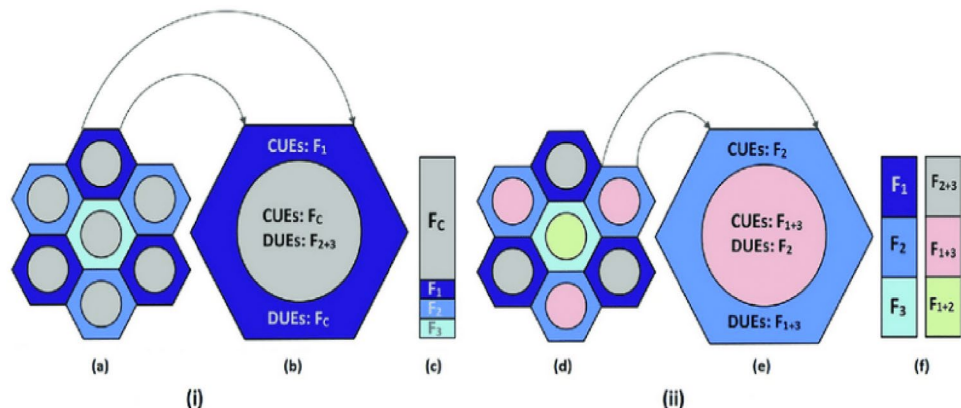 CUEs: F1
CUEs: FC
DUEs: F2+3
DUEs: FC
FC
F1
F2
F3
(a)
(b)
(c)
(i)
CUEs: F2
CUEs: F1+3
DUEs: F2
DUEs: F1+3
F1
F2+3
F2
F1+3
F3
F1+2
(d)
(e)
(f)
(ii)